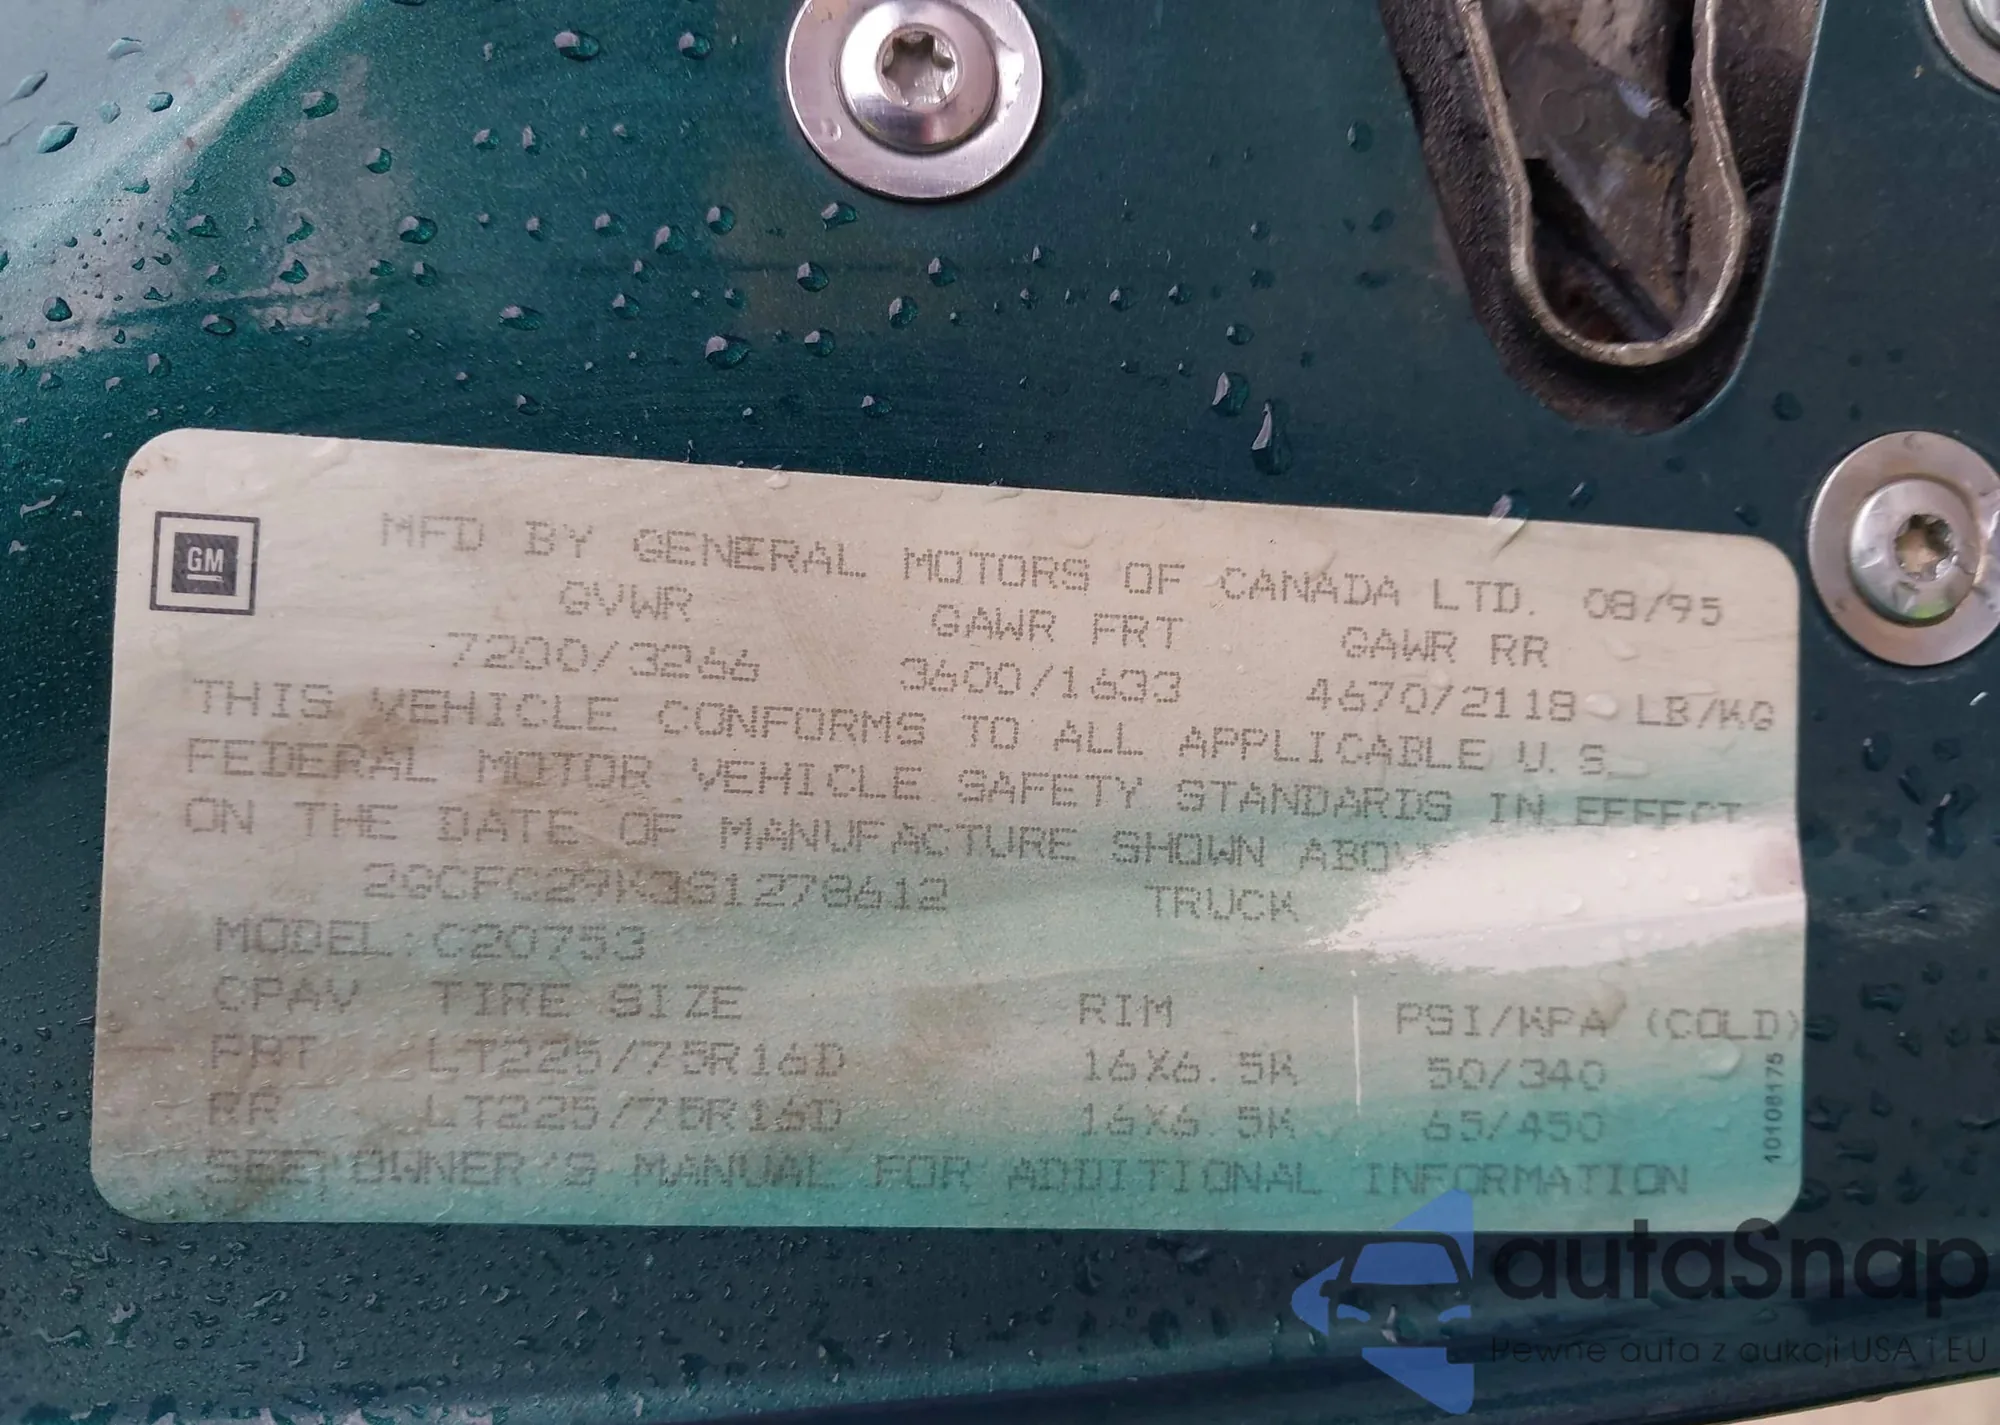 GM
MFD BY GENERAL MOTORS OF CANADA LTD. 08/95
GVWR GAWR FRT GAWR RR
7200/3266 3600/1633 4670/2118 LB/KG
THIS VEHICLE CONFORMS TO ALL APPLICABLE U.S.
FEDERAL MOTOR VEHICLE SAFETY STANDARDS IN EFFECT
ON THE DATE OF MANUFACTURE SHOWN
2GCFC29K3S1278612 TRUCK
MODEL:C20753
CPAV TIRE SIZE RIM PSI/KPA (COLD)
FRT LT225/75R16D 16X6.5K 50/340
RR LT225/75R16D 16X6.5K 65/450
SEE OWNER'S MANUAL FOR ADDITIONAL INFORMATION
10108175
autaSnap
Pewne auta z aukcji USA i EU